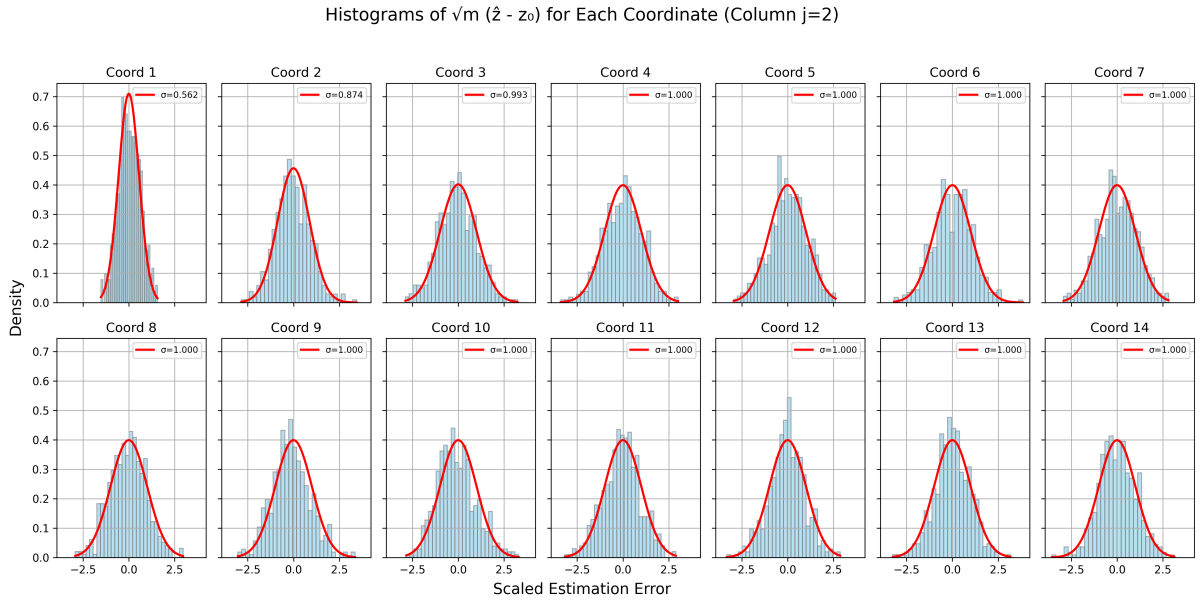 Histograms of √m (ẑ - z₀) for Each Coordinate (Column j=2)
Coord 1 Coord 2 Coord 3 Coord 4 Coord 5 Coord 6 Coord 7
σ=0.562 σ=0.874 σ=0.993 σ=1.000 σ=1.000 σ=1.000 σ=1.000
0.7
0.6
0.5
0.4
0.3
0.2
0.1
0.0
Density
Coord 8 Coord 9 Coord 10 Coord 11 Coord 12 Coord 13 Coord 14
σ=1.000 σ=1.000 σ=1.000 σ=1.000 σ=1.000 σ=1.000 σ=1.000
0.7
0.6
0.5
0.4
0.3
0.2
0.1
0.0
−2.5 0.0 2.5 −2.5 0.0 2.5 −2.5 0.0 2.5 −2.5 0.0 2.5 −2.5 0.0 2.5 −2.5 0.0 2.5 −2.5 0.0 2.5
Scaled Estimation Error